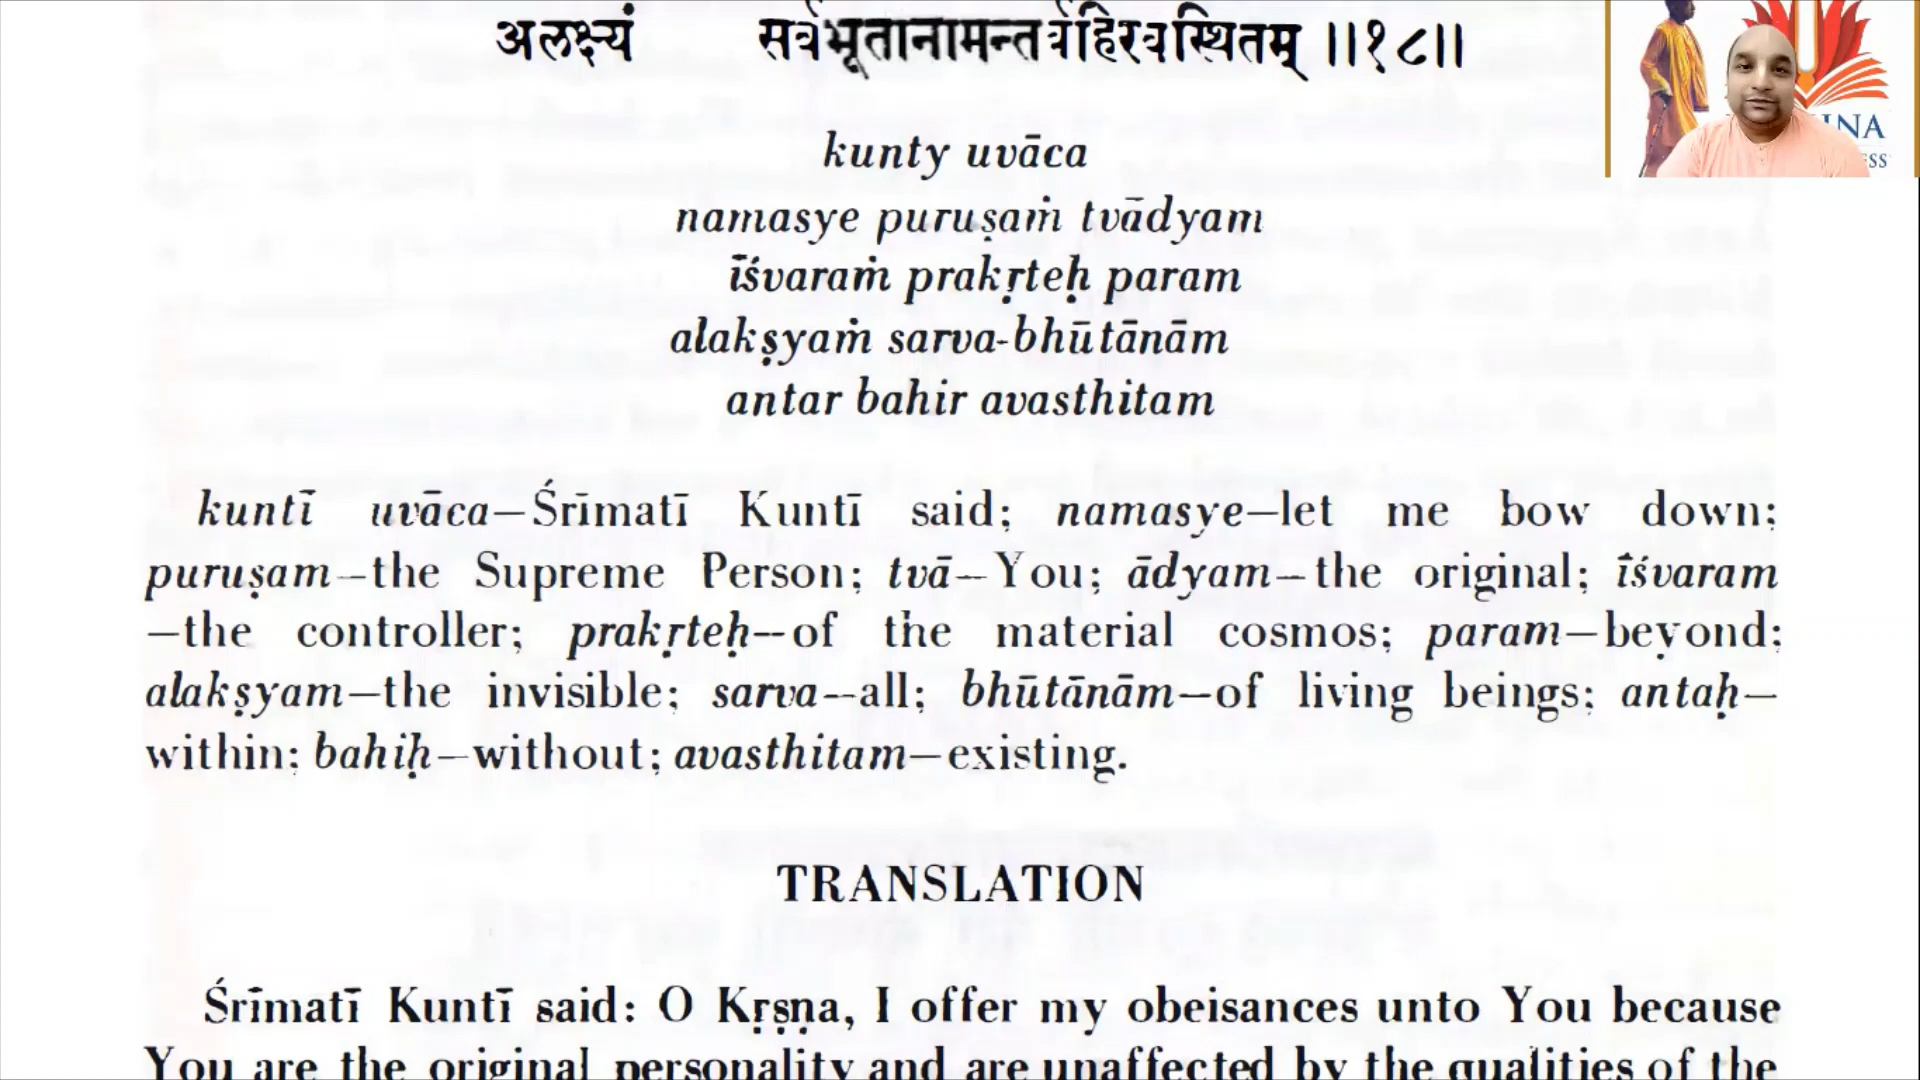 अलक्ष्यं सर्वभूतानामन्तर्बहिरवस्थितम् ॥१८॥
INA
ESS
kunty uvāca
namasye puruṣaṁ tvādyam
īśvaraṁ prakṛteḥ param
alakṣyaṁ sarva-bhūtānām
antar bahir avasthitam
kuntī uvāca—Śrīmatī Kuntī said; namasye—let me bow down;
puruṣam—the Supreme Person; tvā—You; ādyam—the original; īśvaram
—the controller; prakṛteḥ—of the material cosmos; param—beyond;
alakṣyam—the invisible; sarva—all; bhūtānām—of living beings; antaḥ—
within; bahiḥ—without; avasthitam—existing.
TRANSLATION
Śrīmatī Kuntī said: O Kṛṣṇa, I offer my obeisances unto You because
You are the original personality and are unaffected by the qualities of the